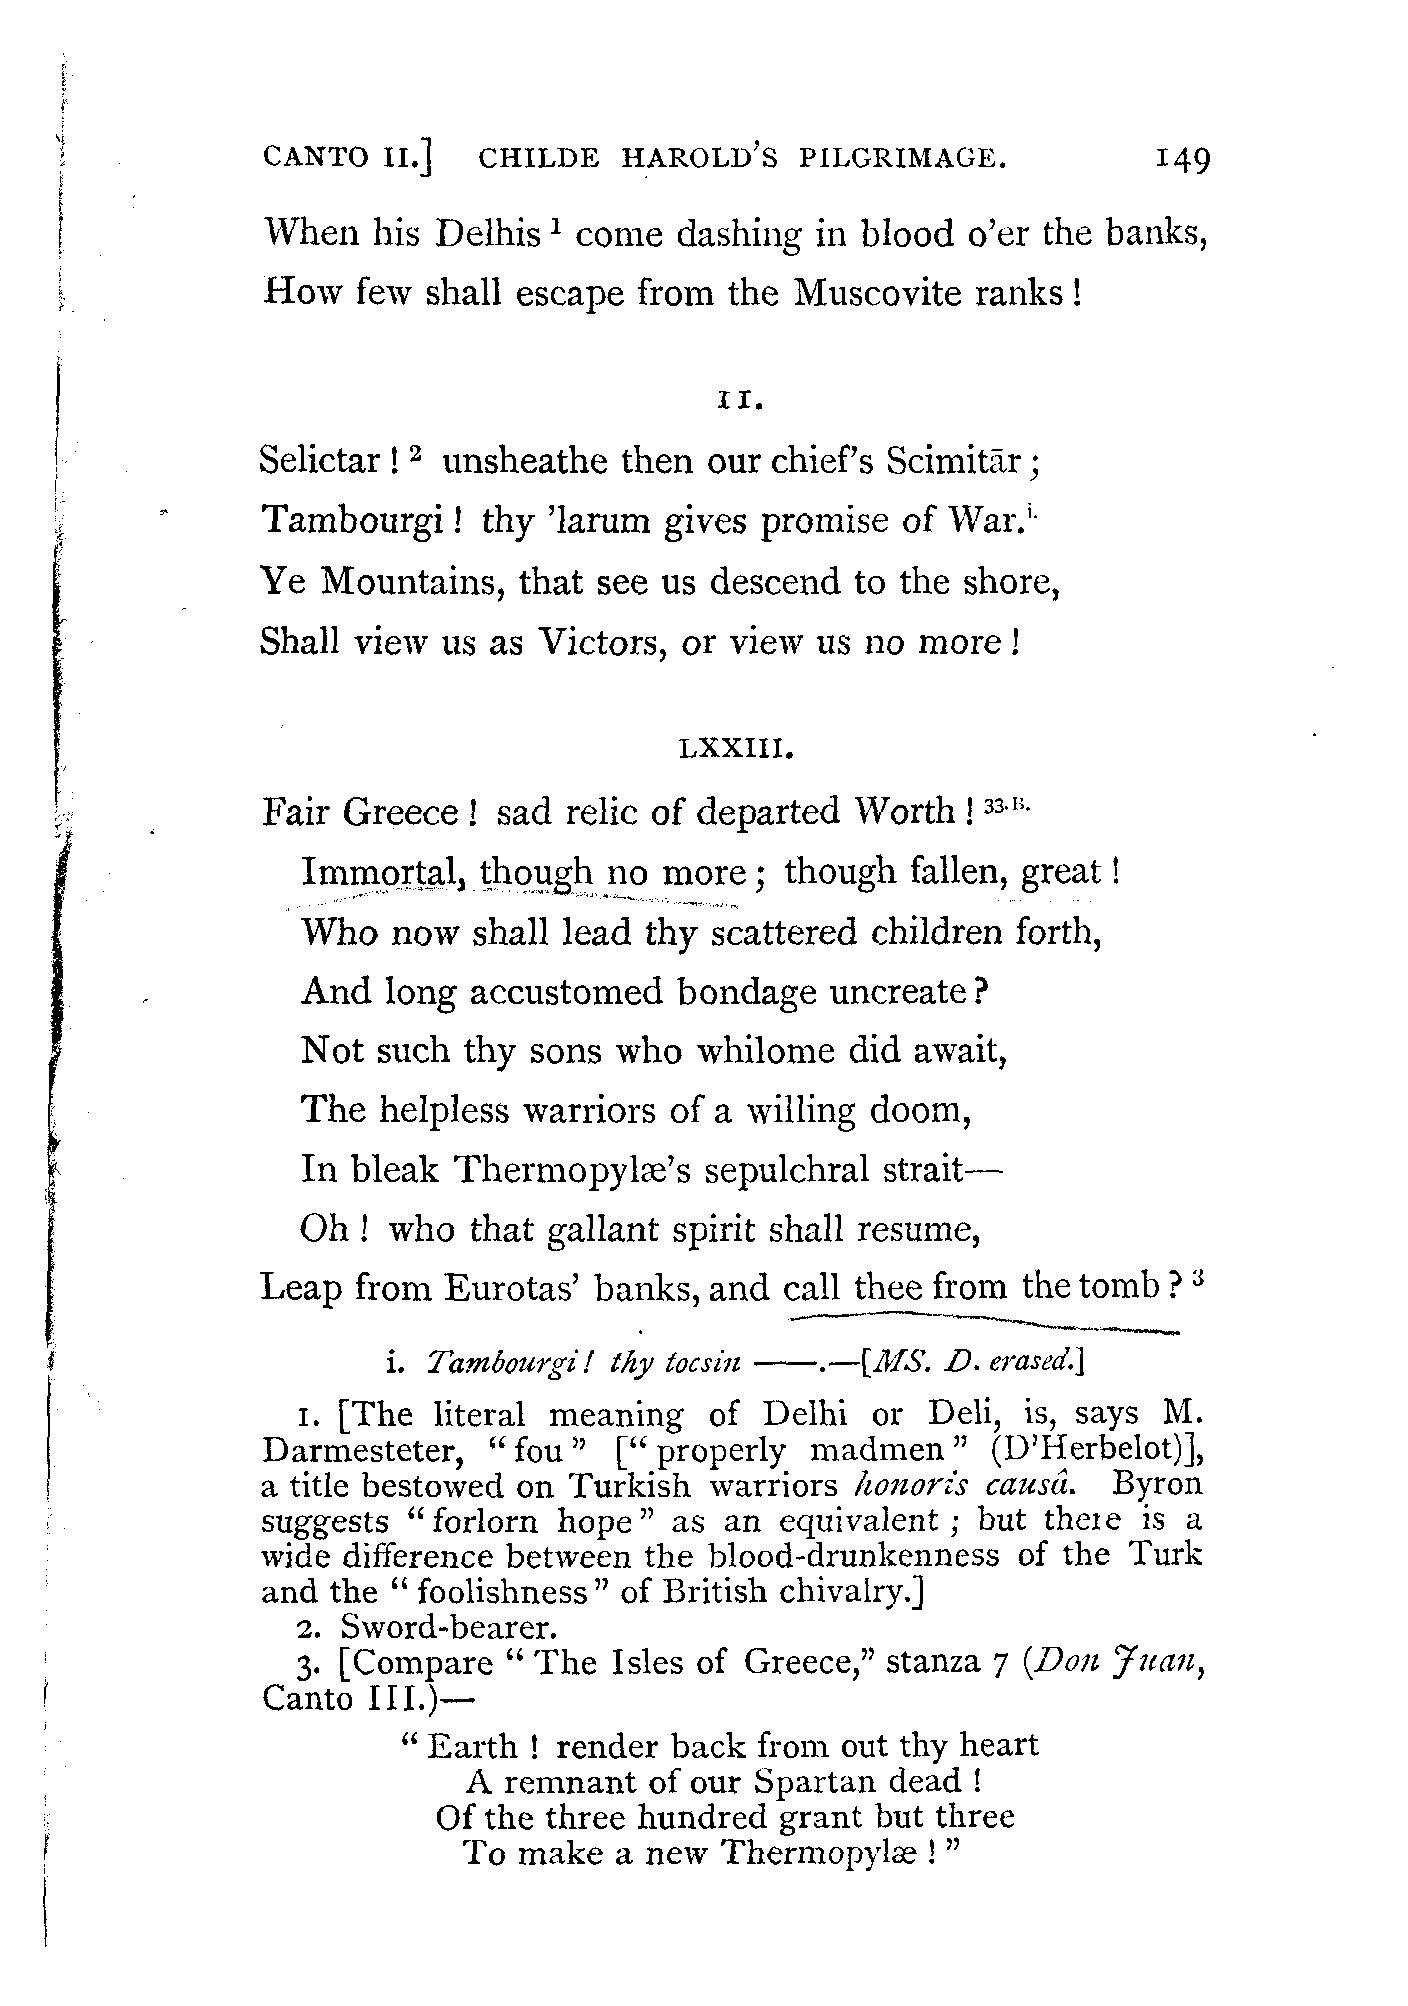 CANTO II.] CHILDE HAROLD'S PILGRIMAGE. 149
When his Delhis ¹ come dashing in blood o'er the banks,
How few shall escape from the Muscovite ranks !
11.
Selictar ! ² unsheathe then our chief's Scimitār ;
Tambourgi ! thy 'larum gives promise of War.i.
Ye Mountains, that see us descend to the shore,
Shall view us as Victors, or view us no more !
LXXIII.
Fair Greece ! sad relic of departed Worth ! 33.B.
Immortal, though no more ; though fallen, great !
Who now shall lead thy scattered children forth,
And long accustomed bondage uncreate ?
Not such thy sons who whilome did await,
The helpless warriors of a willing doom,
In bleak Thermopylæ's sepulchral strait—
Oh ! who that gallant spirit shall resume,
Leap from Eurotas' banks, and call thee from the tomb ? ³
i. Tambourgi ! thy tocsin ——.—[MS. D. erased.]
1. [The literal meaning of Delhi or Deli, is, says M.
Darmesteter, “ fou ” [“ properly madmen ” (D'Herbelot)],
a title bestowed on Turkish warriors honoris causâ. Byron
suggests “ forlorn hope ” as an equivalent ; but there is a
wide difference between the blood-drunkenness of the Turk
and the “ foolishness ” of British chivalry.]
2. Sword-bearer.
3. [Compare “ The Isles of Greece,” stanza 7 (Don Juan,
Canto III.)—
“ Earth ! render back from out thy heart
A remnant of our Spartan dead !
Of the three hundred grant but three
To make a new Thermopylæ ! ”